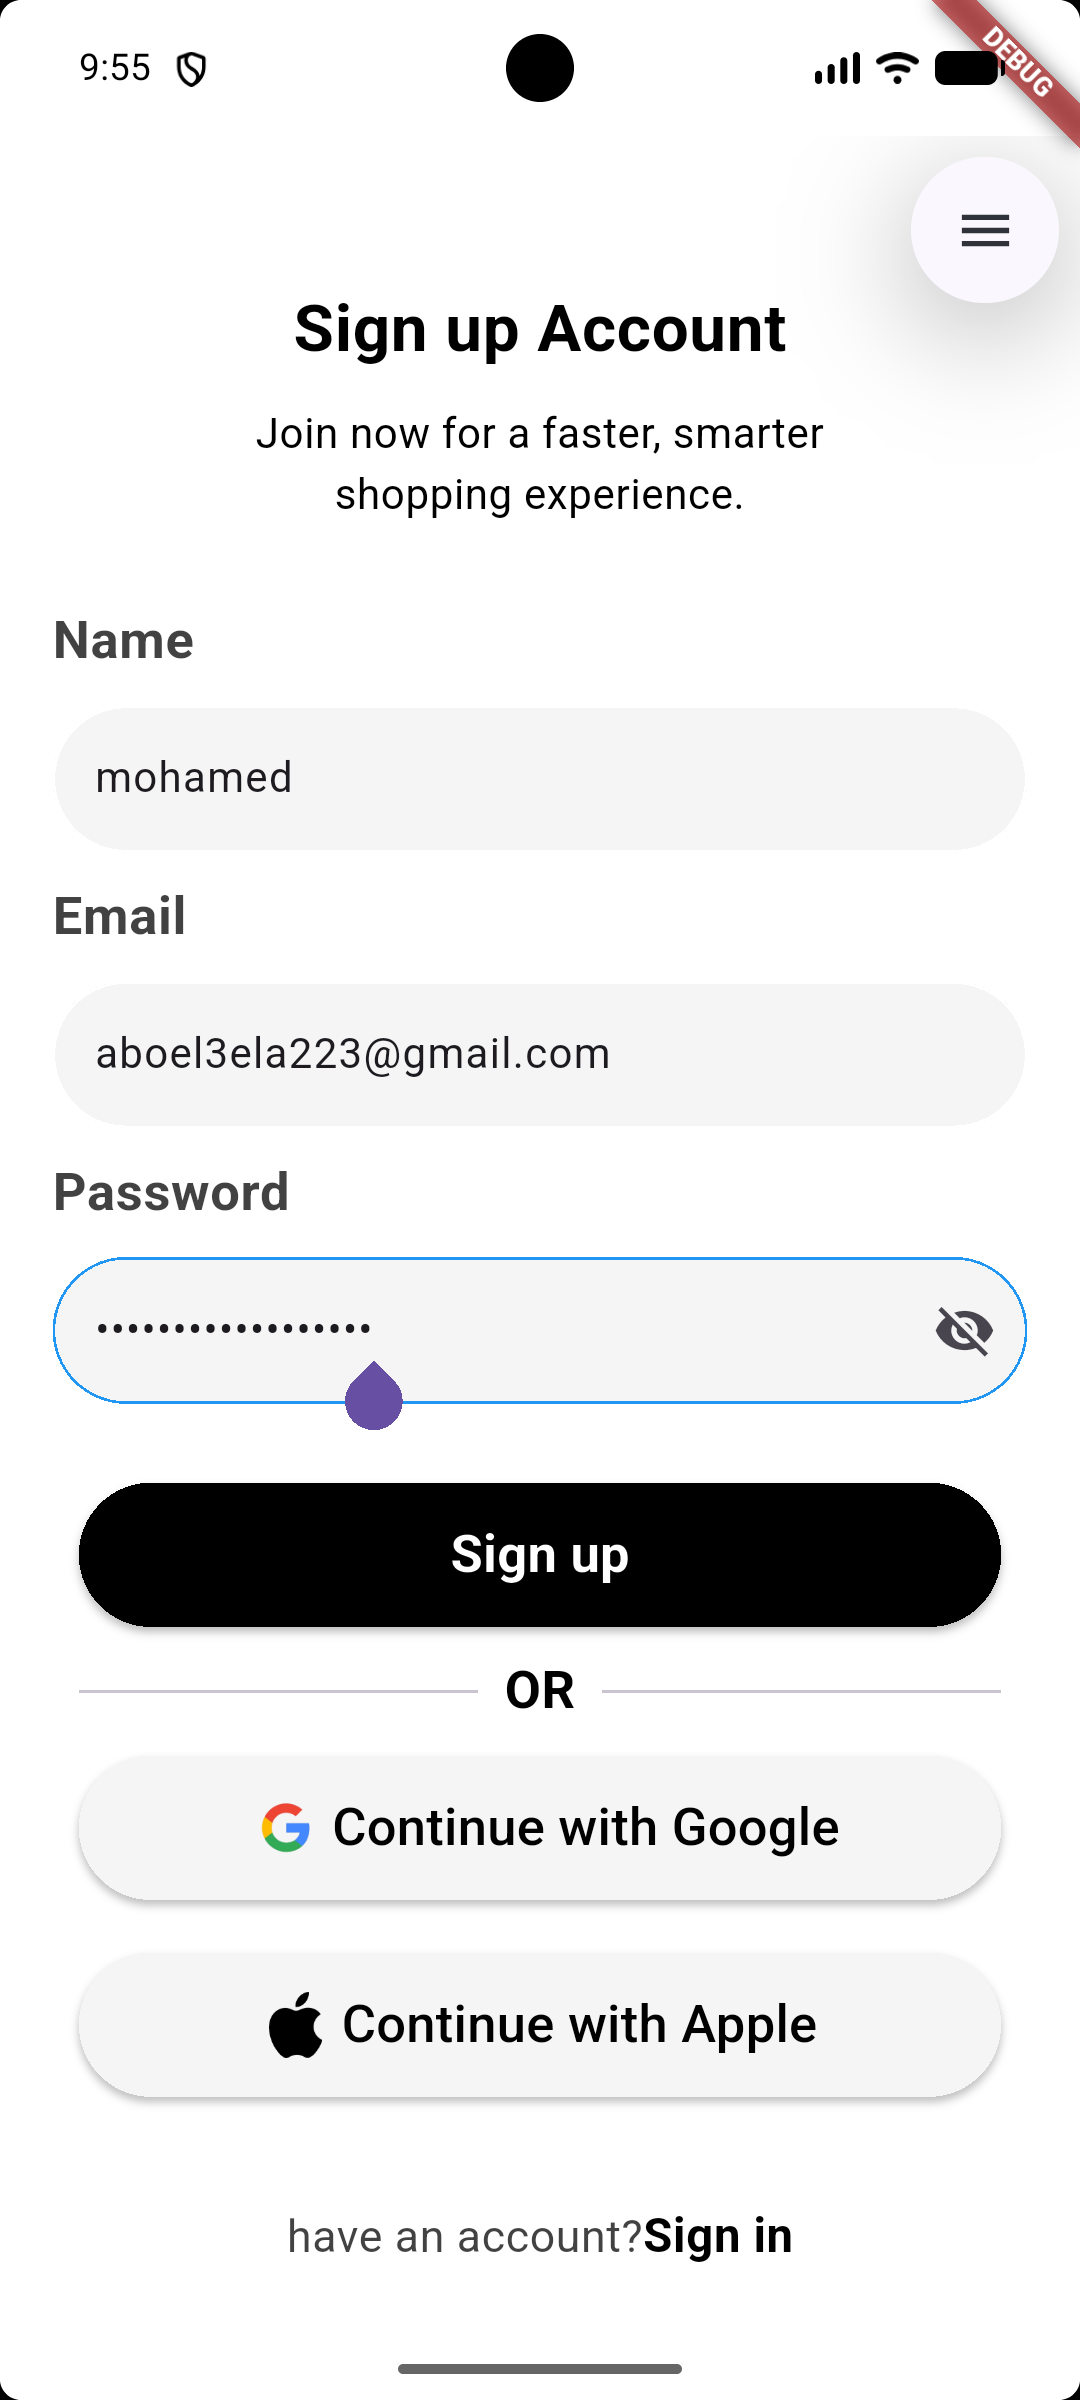 9:55
DEBUG
Sign up Account
Join now for a faster, smarter
shopping experience.
Name
mohamed
Email
aboel3ela223@gmail.com
Password
••••••••••••••••••
Sign up
OR
Continue with Google
Continue with Apple
have an account?Sign in